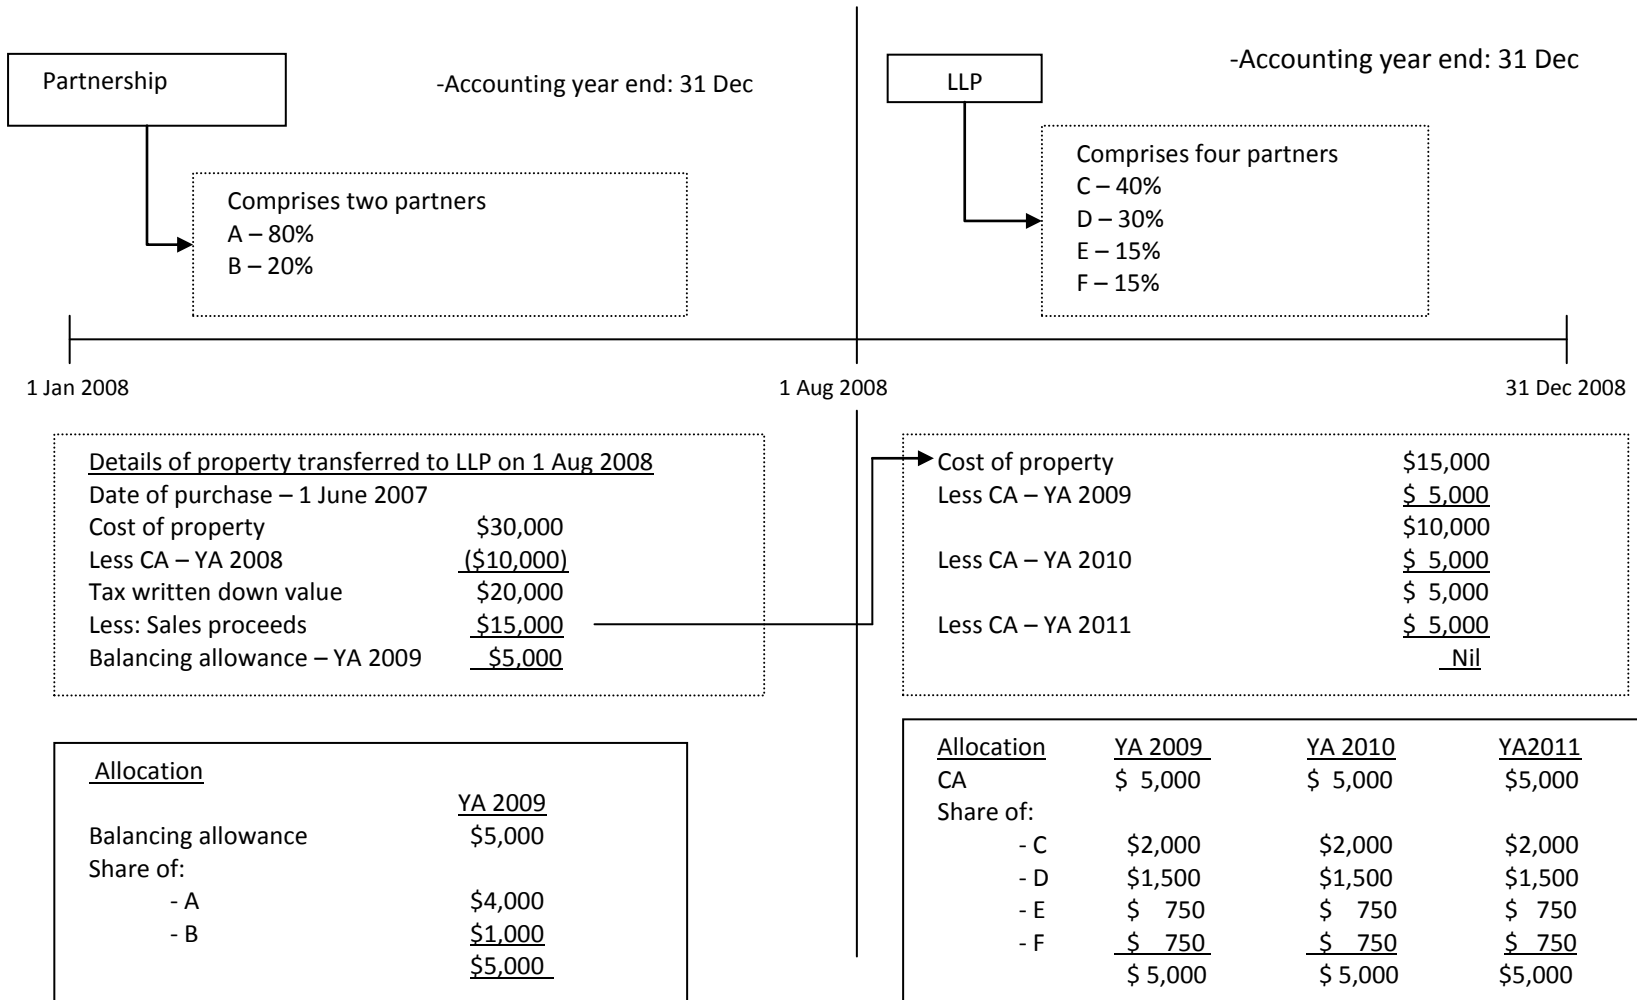 Partnership
-Accounting year end: 31 Dec
LLP
-Accounting year end: 31 Dec
Comprises two partners
A – 80%
B – 20%
Comprises four partners
C – 40%
D – 30%
E – 15%
F – 15%
1 Jan 2008
1 Aug 2008
31 Dec 2008
Details of property transferred to LLP on 1 Aug 2008
Date of purchase – 1 June 2007
Cost of property $30,000
Less CA – YA 2008 ($10,000)
Tax written down value $20,000
Less: Sales proceeds $15,000
Balancing allowance – YA 2009 $5,000
Cost of property $15,000
Less CA – YA 2009 $ 5,000
$10,000
Less CA – YA 2010 $ 5,000
$ 5,000
Less CA – YA 2011 $ 5,000
Nil
Allocation
YA 2009
Balancing allowance $5,000
Share of:
- A $4,000
- B $1,000
$5,000
Allocation YA 2009 YA 2010 YA2011
CA $ 5,000 $ 5,000 $5,000
Share of:
- C $2,000 $2,000 $2,000
- D $1,500 $1,500 $1,500
- E $ 750 $ 750 $ 750
- F $ 750 $ 750 $ 750
$ 5,000 $ 5,000 $5,000